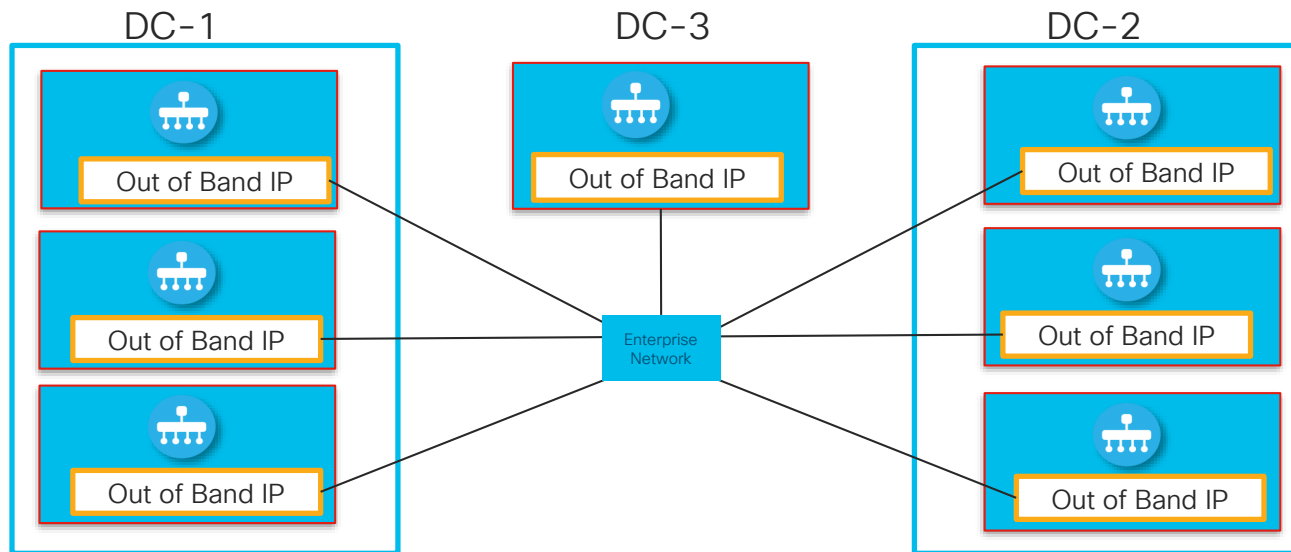 DC-1
DC-3
DC-2
Out of Band IP
Out of Band IP
Out of Band IP
Out of Band IP
Out of Band IP
Enterprise
Network
Out of Band IP
Out of Band IP